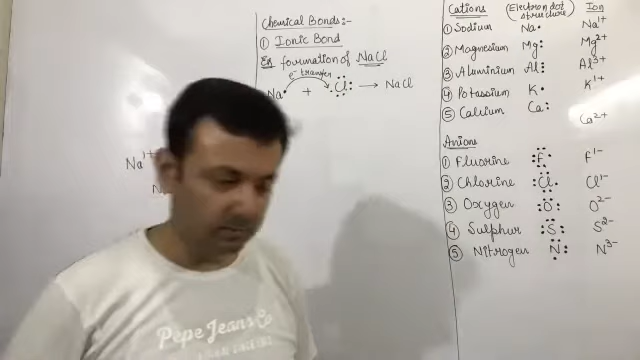 Chemical Bonds:-
① Ionic Bond
Ex formation of NaCl
e⁻ transfer
Na• + Cl → NaCl
Na¹⁺
N
Pepe Jeans Co
Cations (Electron dot structure) Ion
① Sodium Na• Na¹⁺
② Magnesium Mg: Mg²⁺
③ Aluminium Al Al³⁺
④ Potassium K• K¹⁺
⑤ Calcium Ca: Ca²⁺
Anions
① Fluorine F F¹⁻
② Chlorine Cl Cl¹⁻
③ Oxygen O O²⁻
④ Sulphur S S²⁻
⑤ Nitrogen N N³⁻